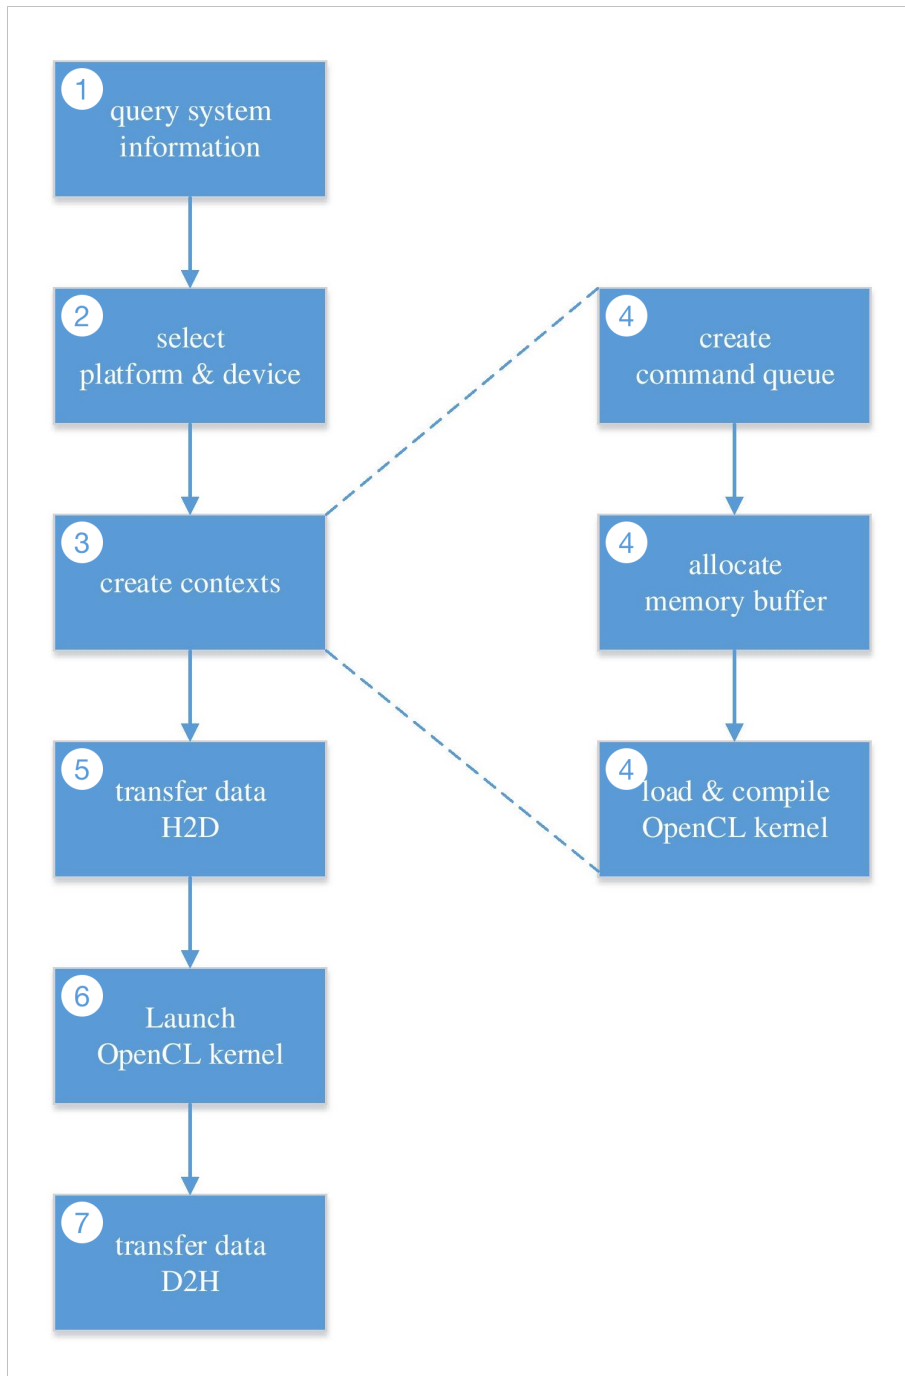 1
query system
information
2
select
platform & device
3
create contexts
4
create
command queue
4
allocate
memory buffer
4
load & compile
OpenCL kernel
5
transfer data
H2D
6
Launch
OpenCL kernel
7
transfer data
D2H